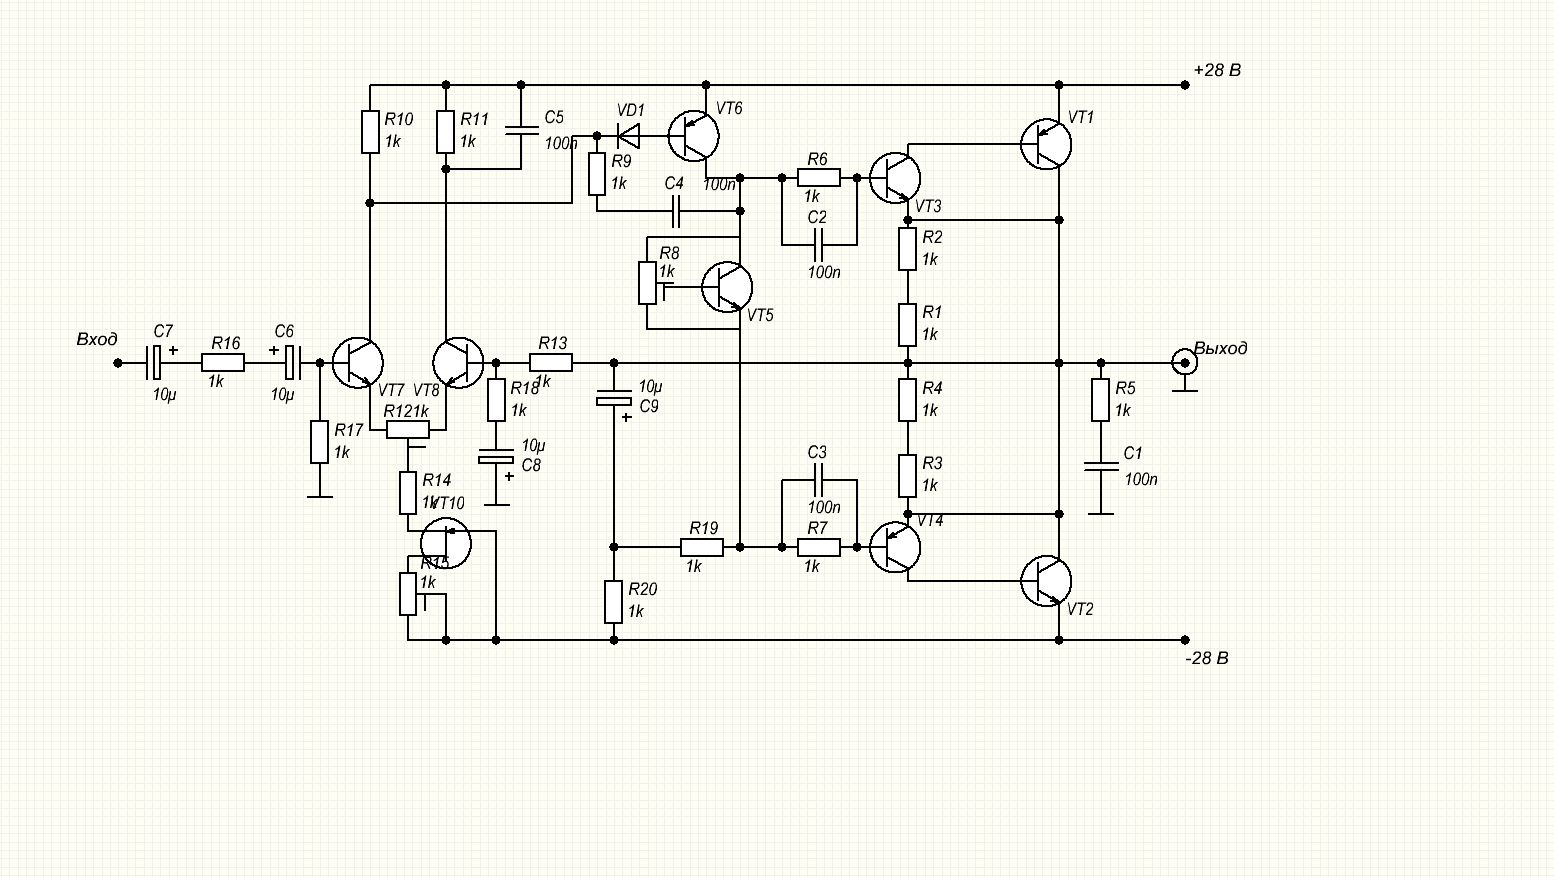 +28 В
R10
1k
R11
1k
C5
100n
VD1
VT6
VT1
R9
1k
C4
100n
R6
1k
C2
100n
VT3
R2
1k
R8
1k
VT5
R1
1k
Вход
C7
10µ
R16
1k
C6
10µ
VT7
VT8
R13
1k
R18
1k
10µ
C9
Выход
R121k
R17
1k
10µ
C8
R4
1k
R5
1k
R14
1k
VT10
C3
100n
R3
1k
C1
100n
VT4
R15
1k
R19
1k
R7
1k
R20
1k
VT2
-28 В